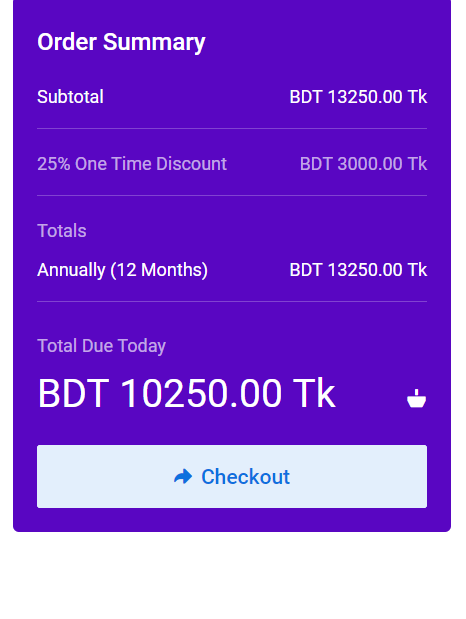 Order Summary
Subtotal BDT 13250.00 Tk
25% One Time Discount BDT 3000.00 Tk
Totals
Annually (12 Months) BDT 13250.00 Tk
Total Due Today
BDT 10250.00 Tk
Checkout